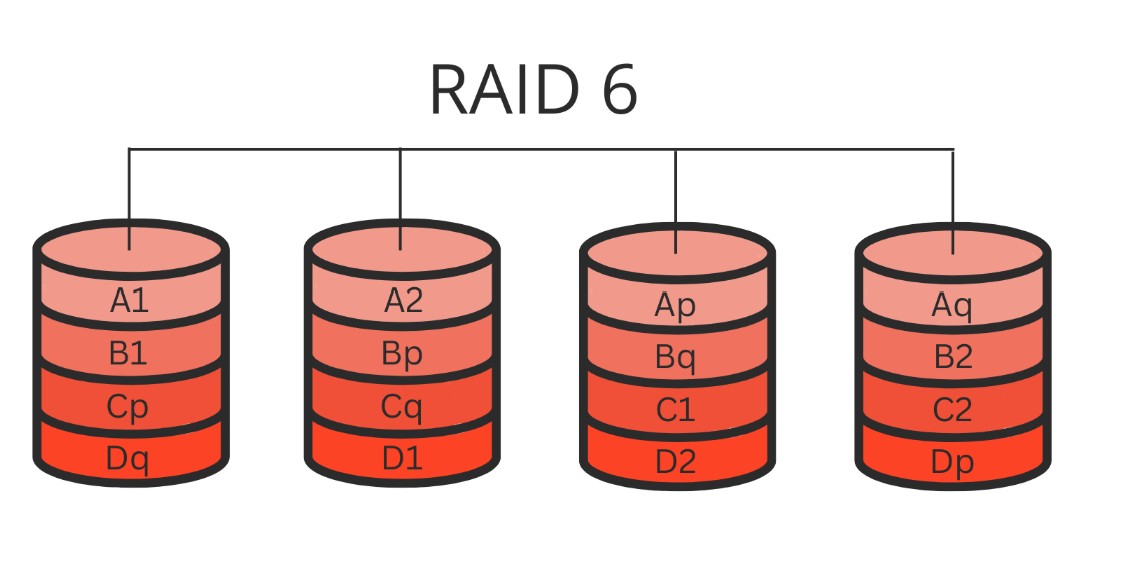 RAID 6
A1 A2 Ap Aq
B1 Bp Bq B2
Cp Cq C1 C2
Dq D1 D2 Dp